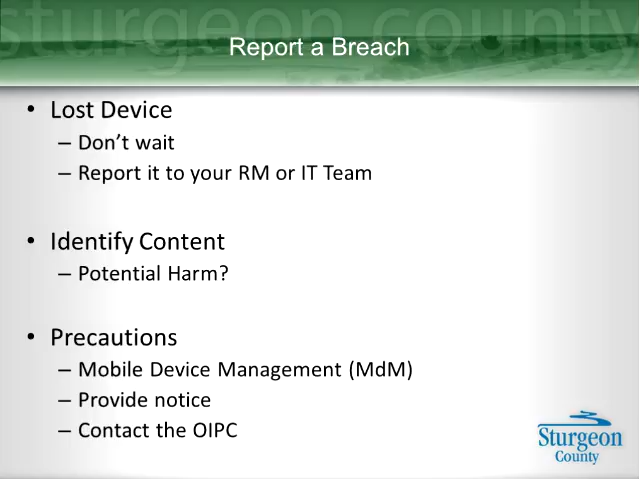 sturgeon county
Report a Breach
• Lost Device
– Don't wait
– Report it to your RM or IT Team
• Identify Content
– Potential Harm?
• Precautions
– Mobile Device Management (MdM)
– Provide notice
– Contact the OIPC
Sturgeon
County